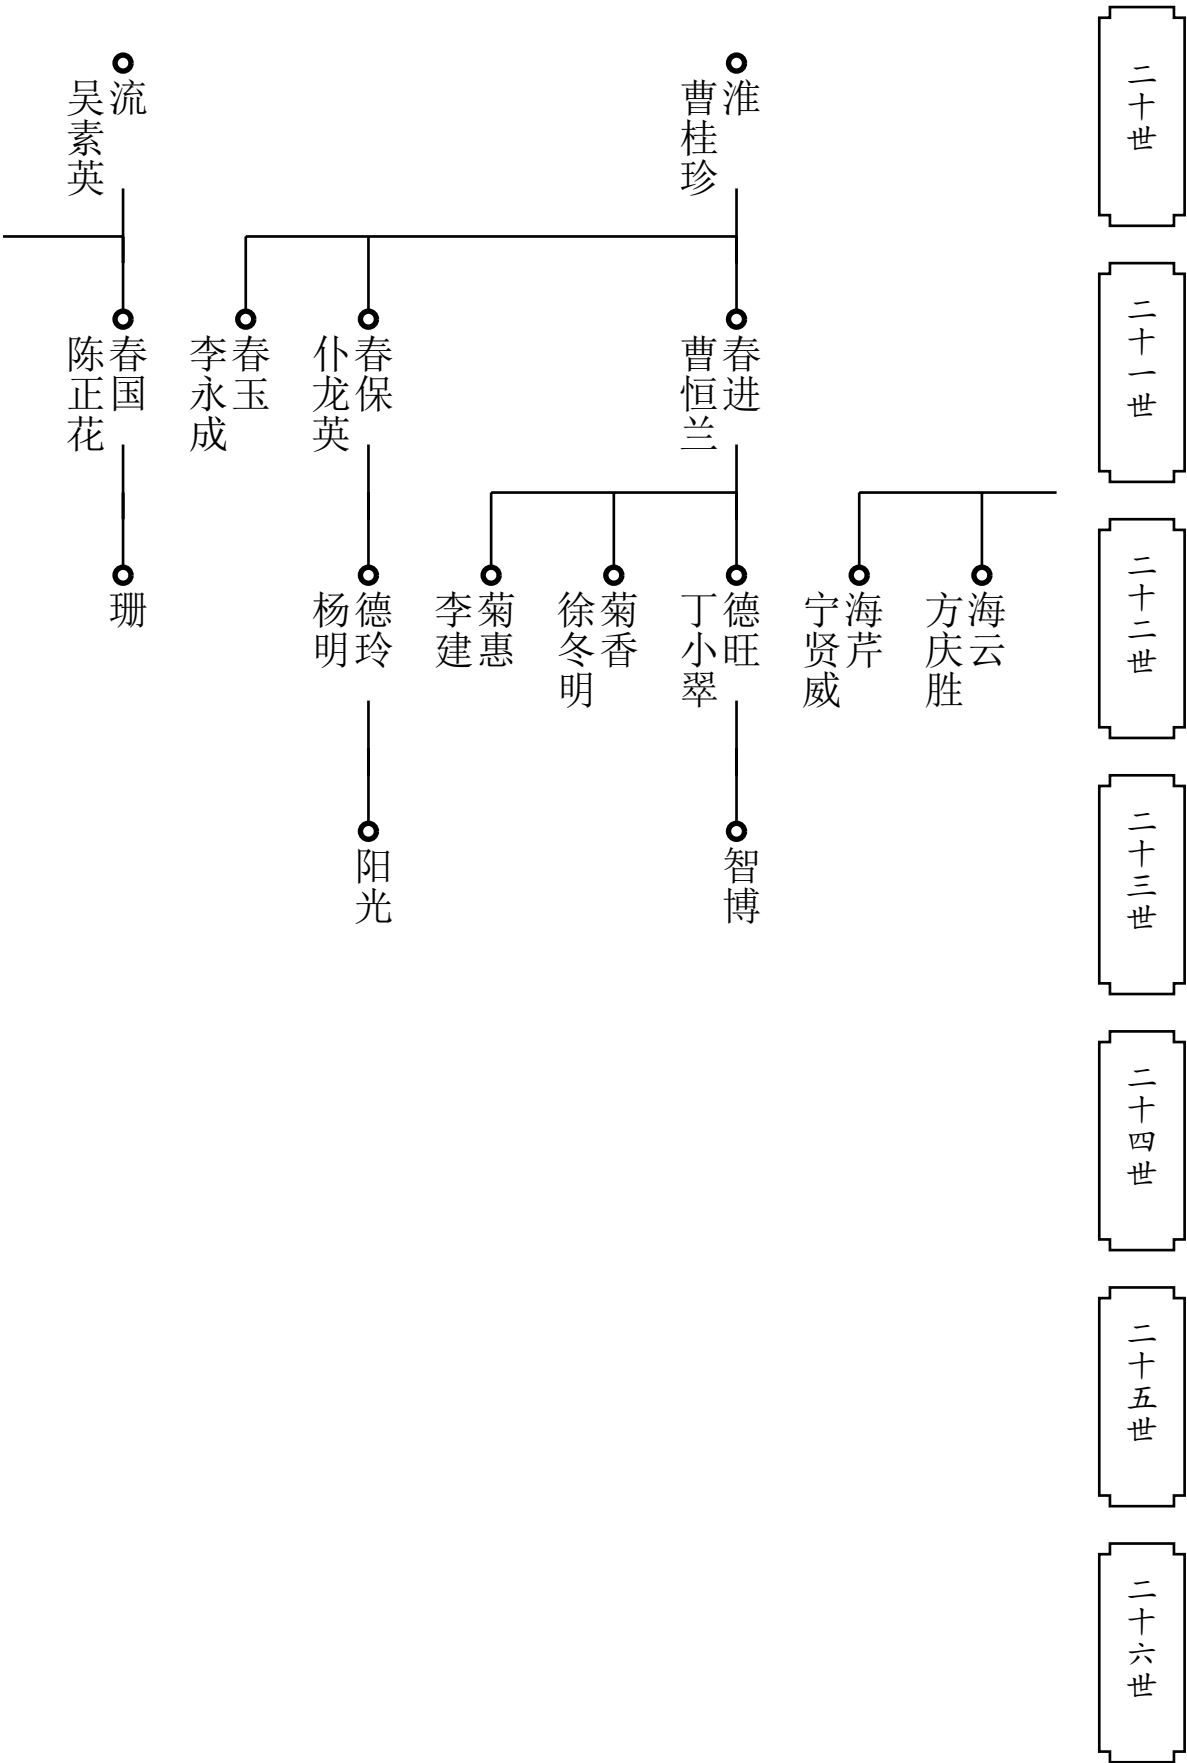 二十世
淮
曹桂珍
流
吴素英
二十一世
春进
曹恒兰
春保
仆龙英
春玉
李永成
春国
陈正花
二十二世
海云
方庆胜
海芹
宁贤威
德旺
丁小翠
菊香
徐冬明
菊惠
李建
德玲
杨明
珊
二十三世
智博
阳光
二十四世
二十五世
二十六世